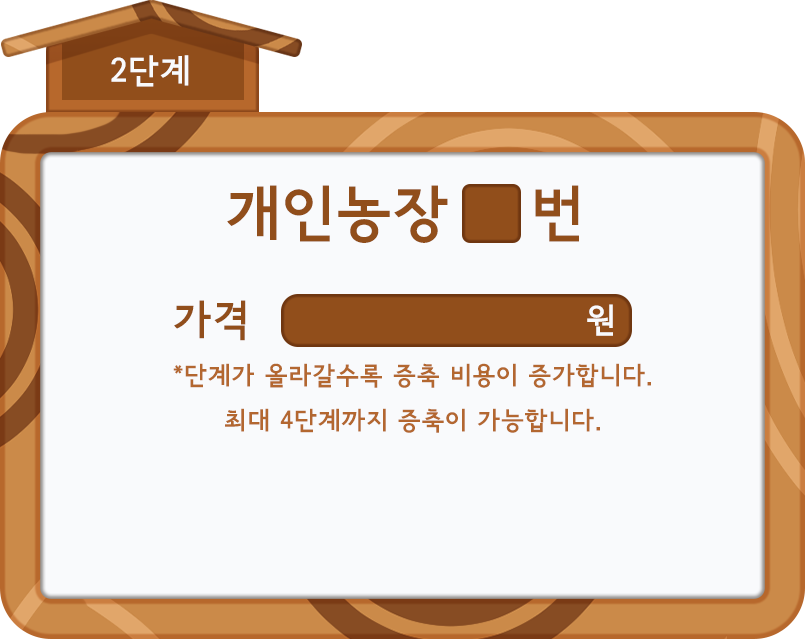 2단계
개인농장 번
가격 원
*단계가 올라갈수록 증축 비용이 증가합니다.
최대 4단계까지 증축이 가능합니다.